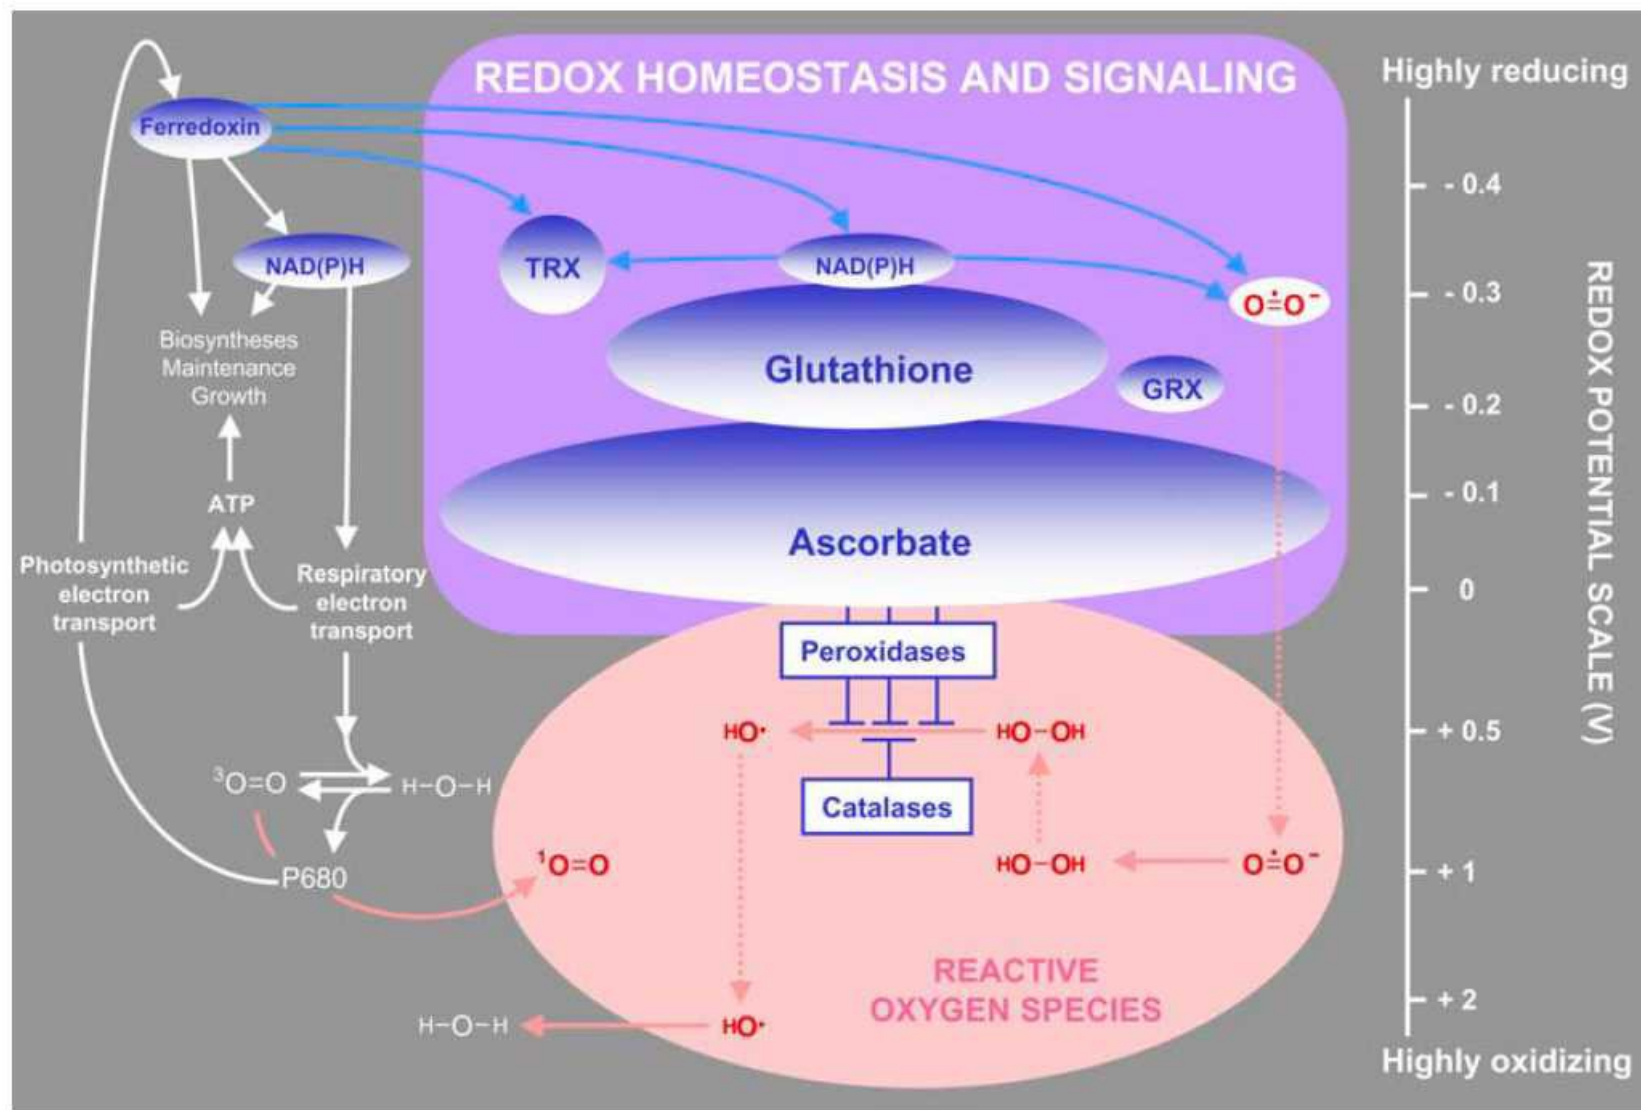 REDOX HOMEOSTASIS AND SIGNALING
Highly reducing
Ferredoxin
- 0.4
TRX
NAD(P)H
NAD(P)H
O∸O⁻
- 0.3
Biosyntheses
Maintenance
Growth
Glutathione
GRX
- 0.2
ATP
- 0.1
Ascorbate
Photosynthetic
electron
transport
Respiratory
electron
transport
0
REDOX POTENTIAL SCALE (V)
Peroxidases
HO•
HO–OH
+ 0.5
³O=O
H–O–H
Catalases
P680
¹O=O
HO–OH
O∸O⁻
+ 1
REACTIVE
OXYGEN SPECIES
+ 2
H–O–H
HO•
Highly oxidizing